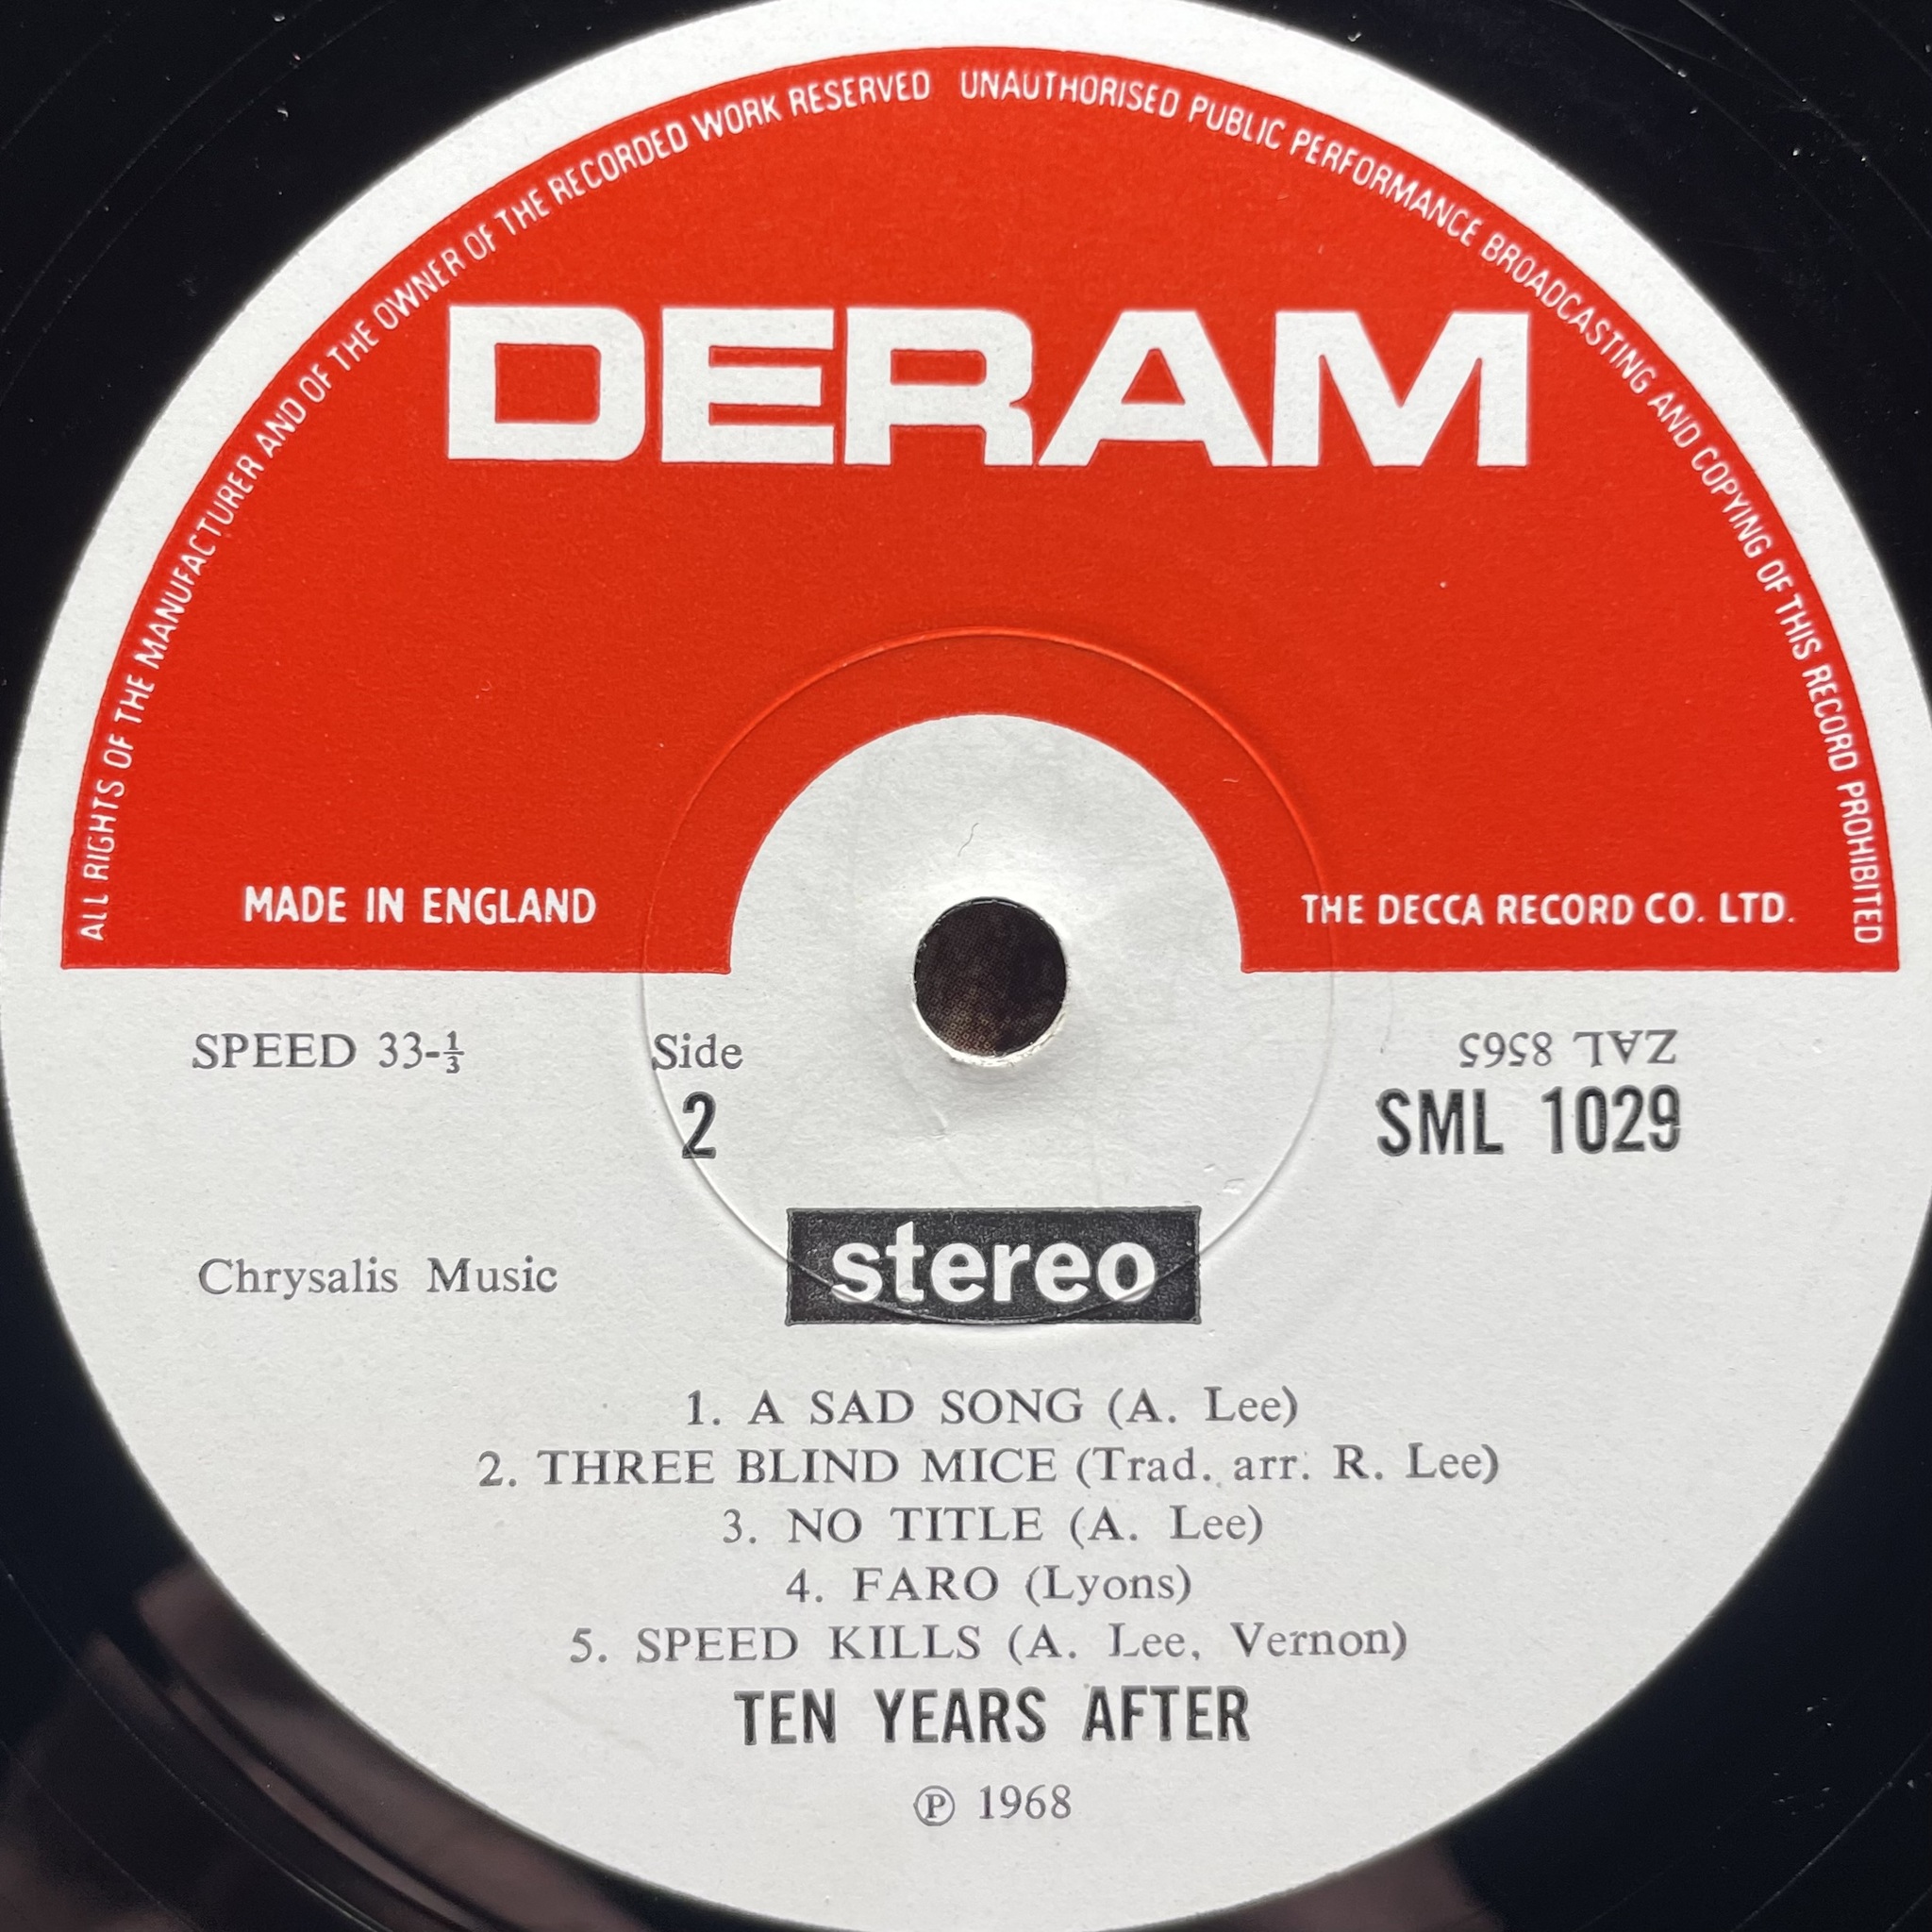 ALL RIGHTS OF THE MANUFACTURER AND OF THE OWNER OF THE RECORDED WORK RESERVED UNAUTHORISED PUBLIC PERFORMANCE BROADCASTING AND COPYING OF THIS RECORD PROHIBITED
DERAM
MADE IN ENGLAND
THE DECCA RECORD CO. LTD.
SPEED 33-⅓
Side
2
ZAL 8565
SML 1029
Chrysalis Music
stereo
1. A SAD SONG (A. Lee)
2. THREE BLIND MICE (Trad. arr. R. Lee)
3. NO TITLE (A. Lee)
4. FARO (Lyons)
5. SPEED KILLS (A. Lee, Vernon)
TEN YEARS AFTER
Ⓟ 1968